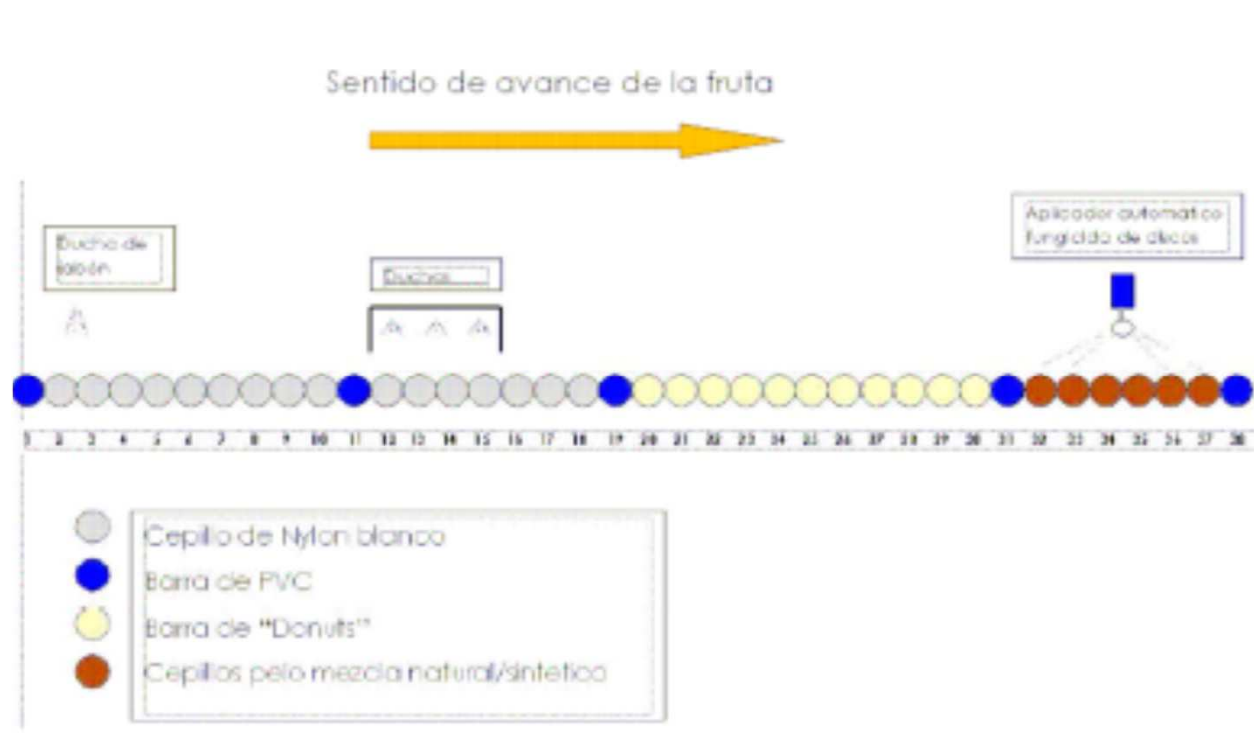 Sentido de avance de la fruta
Ducha de
jabón
Duchas
Aplicador automatico
fungicida de discos
1 2 3 4 5 6 7 8 9 10 11 12 13 14 15 16 17 18 19 20 21 22 23 24 25 26 27 28 29 30 31 32 33 34 35 36 37 38
Cepillo de Nylon blanco
Barra de PVC
Barra de "Donuts"
Cepillos pelo mezcla natural/sintetico